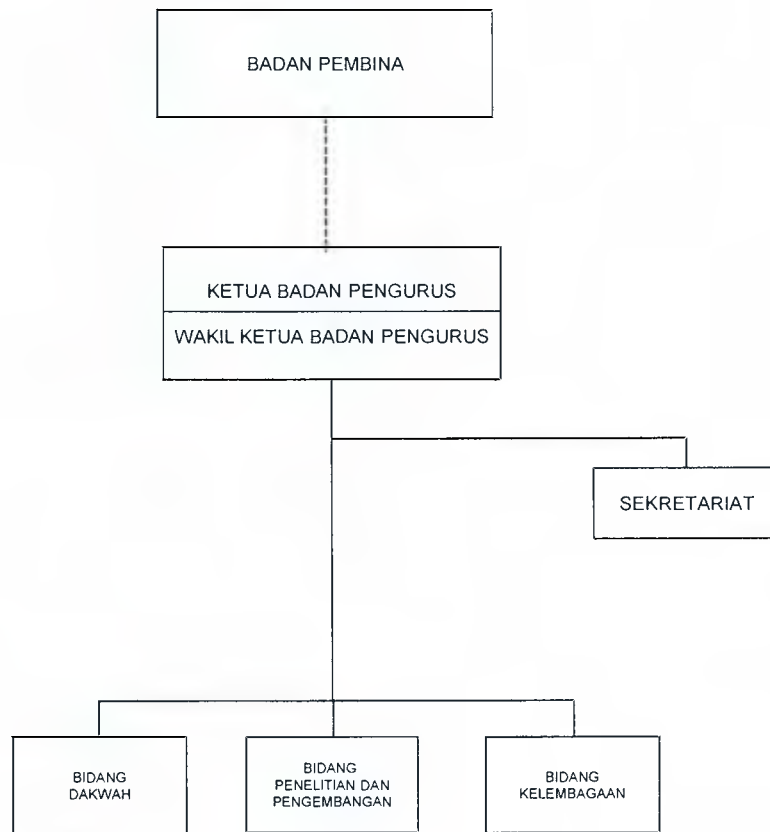 BADAN PEMBINA
KETUA BADAN PENGURUS
WAKIL KETUA BADAN PENGURUS
SEKRETARIAT
BIDANG
DAKWAH
BIDANG
PENELITIAN DAN
PENGEMBANGAN
BIDANG
KELEMBAGAAN